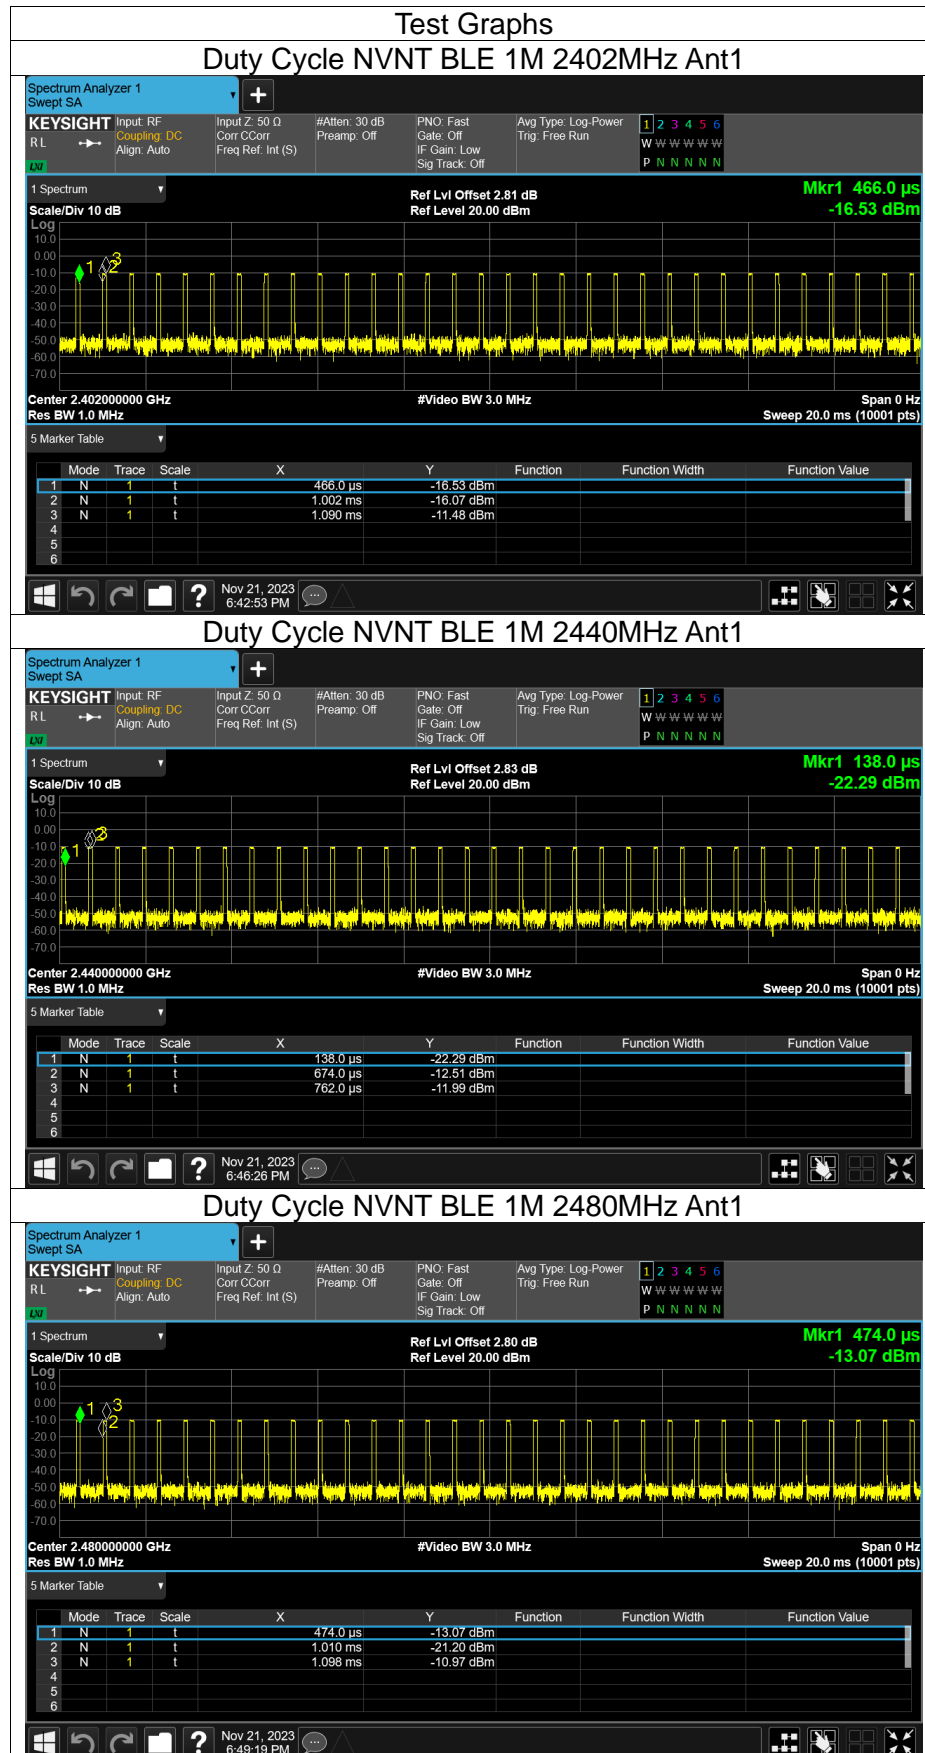 Test Graphs
Duty Cycle NVNT BLE 1M 2402MHz Ant1
Spectrum Analyzer 1
Swept SA
+
KEYSIGHT Input: RF Input Z: 50 Ω #Atten: 30 dB PNO: Fast Avg Type: Log-Power 1 2 3 4 5 6
RL Coupling: DC Corr CCorr Preamp: Off Gate: Off Trig: Free Run W W W W W W
Align: Auto Freq Ref: Int (S) IF Gain: Low
LXI Sig Track: Off P N N N N N
1 Spectrum Ref Lvl Offset 2.81 dB Mkr1 466.0 µs
Scale/Div 10 dB Ref Level 20.00 dBm -16.53 dBm
Log
10.0
0.00
-10.0 1 2 3
-20.0
-30.0
-40.0
-50.0
-60.0
-70.0
Center 2.402000000 GHz #Video BW 3.0 MHz Span 0 Hz
Res BW 1.0 MHz Sweep 20.0 ms (10001 pts)
5 Marker Table
Mode Trace Scale X Y Function Function Width Function Value
1 N 1 t 466.0 µs -16.53 dBm
2 N 1 t 1.002 ms -16.07 dBm
3 N 1 t 1.090 ms -11.48 dBm
4
5
6
? Nov 21, 2023
6:42:53 PM
Duty Cycle NVNT BLE 1M 2440MHz Ant1
Spectrum Analyzer 1
Swept SA
+
KEYSIGHT Input: RF Input Z: 50 Ω #Atten: 30 dB PNO: Fast Avg Type: Log-Power 1 2 3 4 5 6
RL Coupling: DC Corr CCorr Preamp: Off Gate: Off Trig: Free Run W W W W W W
Align: Auto Freq Ref: Int (S) IF Gain: Low
LXI Sig Track: Off P N N N N N
1 Spectrum Ref Lvl Offset 2.83 dB Mkr1 138.0 µs
Scale/Div 10 dB Ref Level 20.00 dBm -22.29 dBm
Log
10.0
0.00
-10.0 1 2 3
-20.0
-30.0
-40.0
-50.0
-60.0
-70.0
Center 2.440000000 GHz #Video BW 3.0 MHz Span 0 Hz
Res BW 1.0 MHz Sweep 20.0 ms (10001 pts)
5 Marker Table
Mode Trace Scale X Y Function Function Width Function Value
1 N 1 t 138.0 µs -22.29 dBm
2 N 1 t 674.0 µs -12.51 dBm
3 N 1 t 762.0 µs -11.99 dBm
4
5
6
? Nov 21, 2023
6:46:26 PM
Duty Cycle NVNT BLE 1M 2480MHz Ant1
Spectrum Analyzer 1
Swept SA
+
KEYSIGHT Input: RF Input Z: 50 Ω #Atten: 30 dB PNO: Fast Avg Type: Log-Power 1 2 3 4 5 6
RL Coupling: DC Corr CCorr Preamp: Off Gate: Off Trig: Free Run W W W W W W
Align: Auto Freq Ref: Int (S) IF Gain: Low
LXI Sig Track: Off P N N N N N
1 Spectrum Ref Lvl Offset 2.80 dB Mkr1 474.0 µs
Scale/Div 10 dB Ref Level 20.00 dBm -13.07 dBm
Log
10.0
0.00 1 3
-10.0 2
-20.0
-30.0
-40.0
-50.0
-60.0
-70.0
Center 2.480000000 GHz #Video BW 3.0 MHz Span 0 Hz
Res BW 1.0 MHz Sweep 20.0 ms (10001 pts)
5 Marker Table
Mode Trace Scale X Y Function Function Width Function Value
1 N 1 t 474.0 µs -13.07 dBm
2 N 1 t 1.010 ms -21.20 dBm
3 N 1 t 1.098 ms -10.97 dBm
4
5
6
? Nov 21, 2023
6:49:19 PM